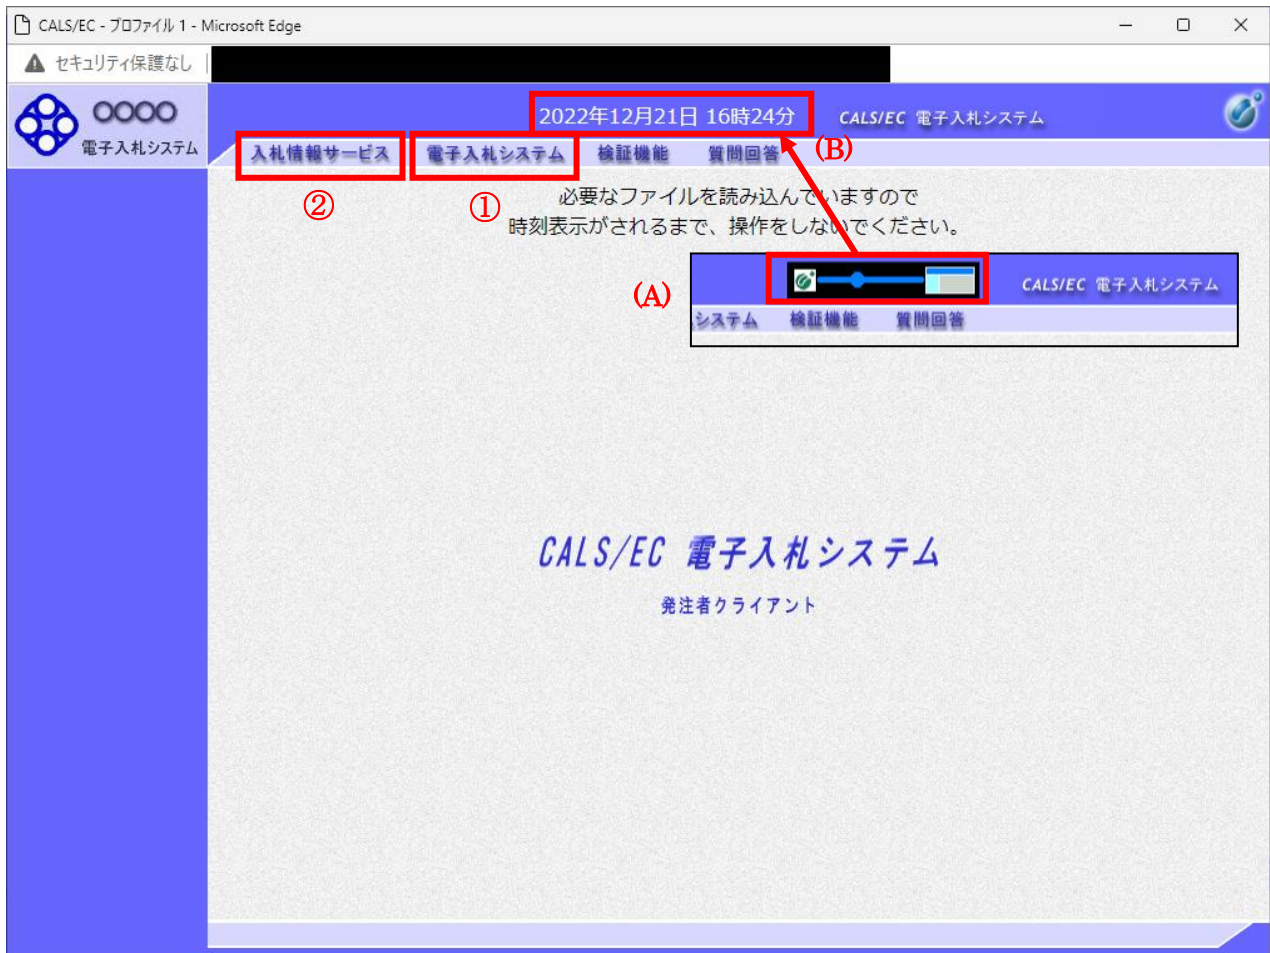 CALS/EC - プロファイル 1 - Microsoft Edge
セキュリティ保護なし
〇〇〇〇
電子入札システム
2022年12月21日 16時24分
CALS/EC 電子入札システム
入札情報サービス 電子入札システム 検証機能 質問回答
(B)
② ①
必要なファイルを読み込んでいますので
時刻表示がされるまで、操作をしないでください。
(A)
CALS/EC 電子入札システム
システム 検証機能 質問回答
CALS/EC 電子入札システム
発注者クライアント